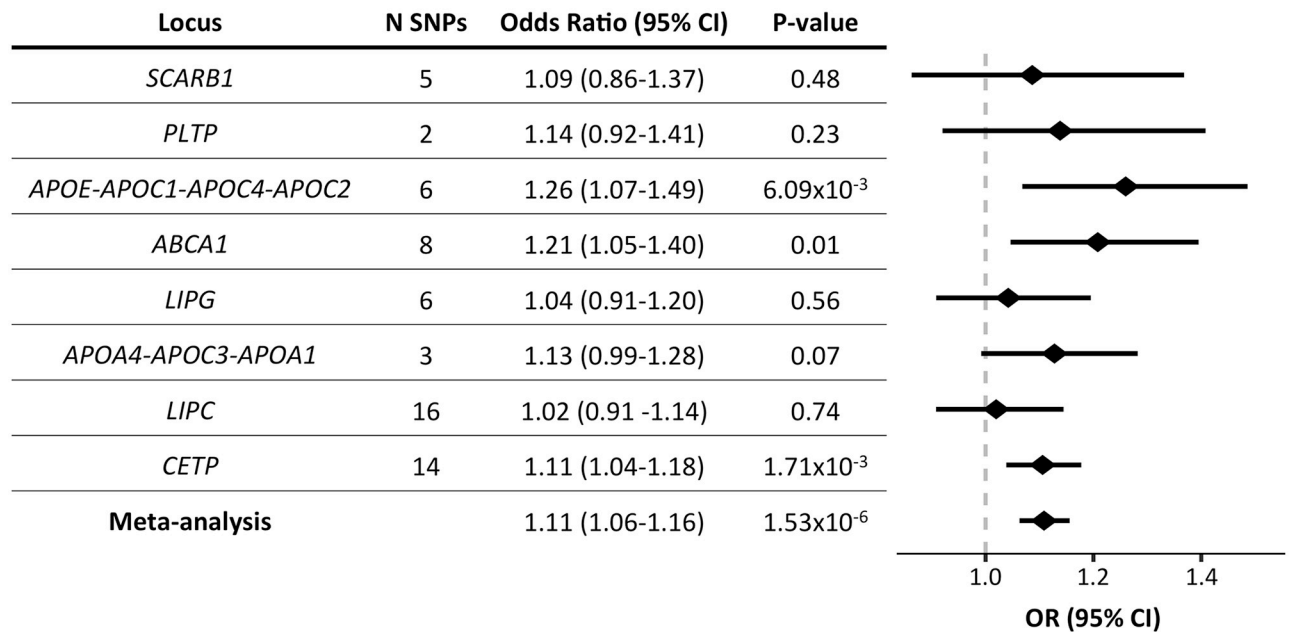 Locus N SNPs Odds Ratio (95% CI) P-value
SCARB1 5 1.09 (0.86-1.37) 0.48
PLTP 2 1.14 (0.92-1.41) 0.23
APOE-APOC1-APOC4-APOC2 6 1.26 (1.07-1.49) 6.09x10⁻³
ABCA1 8 1.21 (1.05-1.40) 0.01
LIPG 6 1.04 (0.91-1.20) 0.56
APOA4-APOC3-APOA1 3 1.13 (0.99-1.28) 0.07
LIPC 16 1.02 (0.91 -1.14) 0.74
CETP 14 1.11 (1.04-1.18) 1.71x10⁻³
Meta-analysis 1.11 (1.06-1.16) 1.53x10⁻⁶
1.0 1.2 1.4
OR (95% CI)